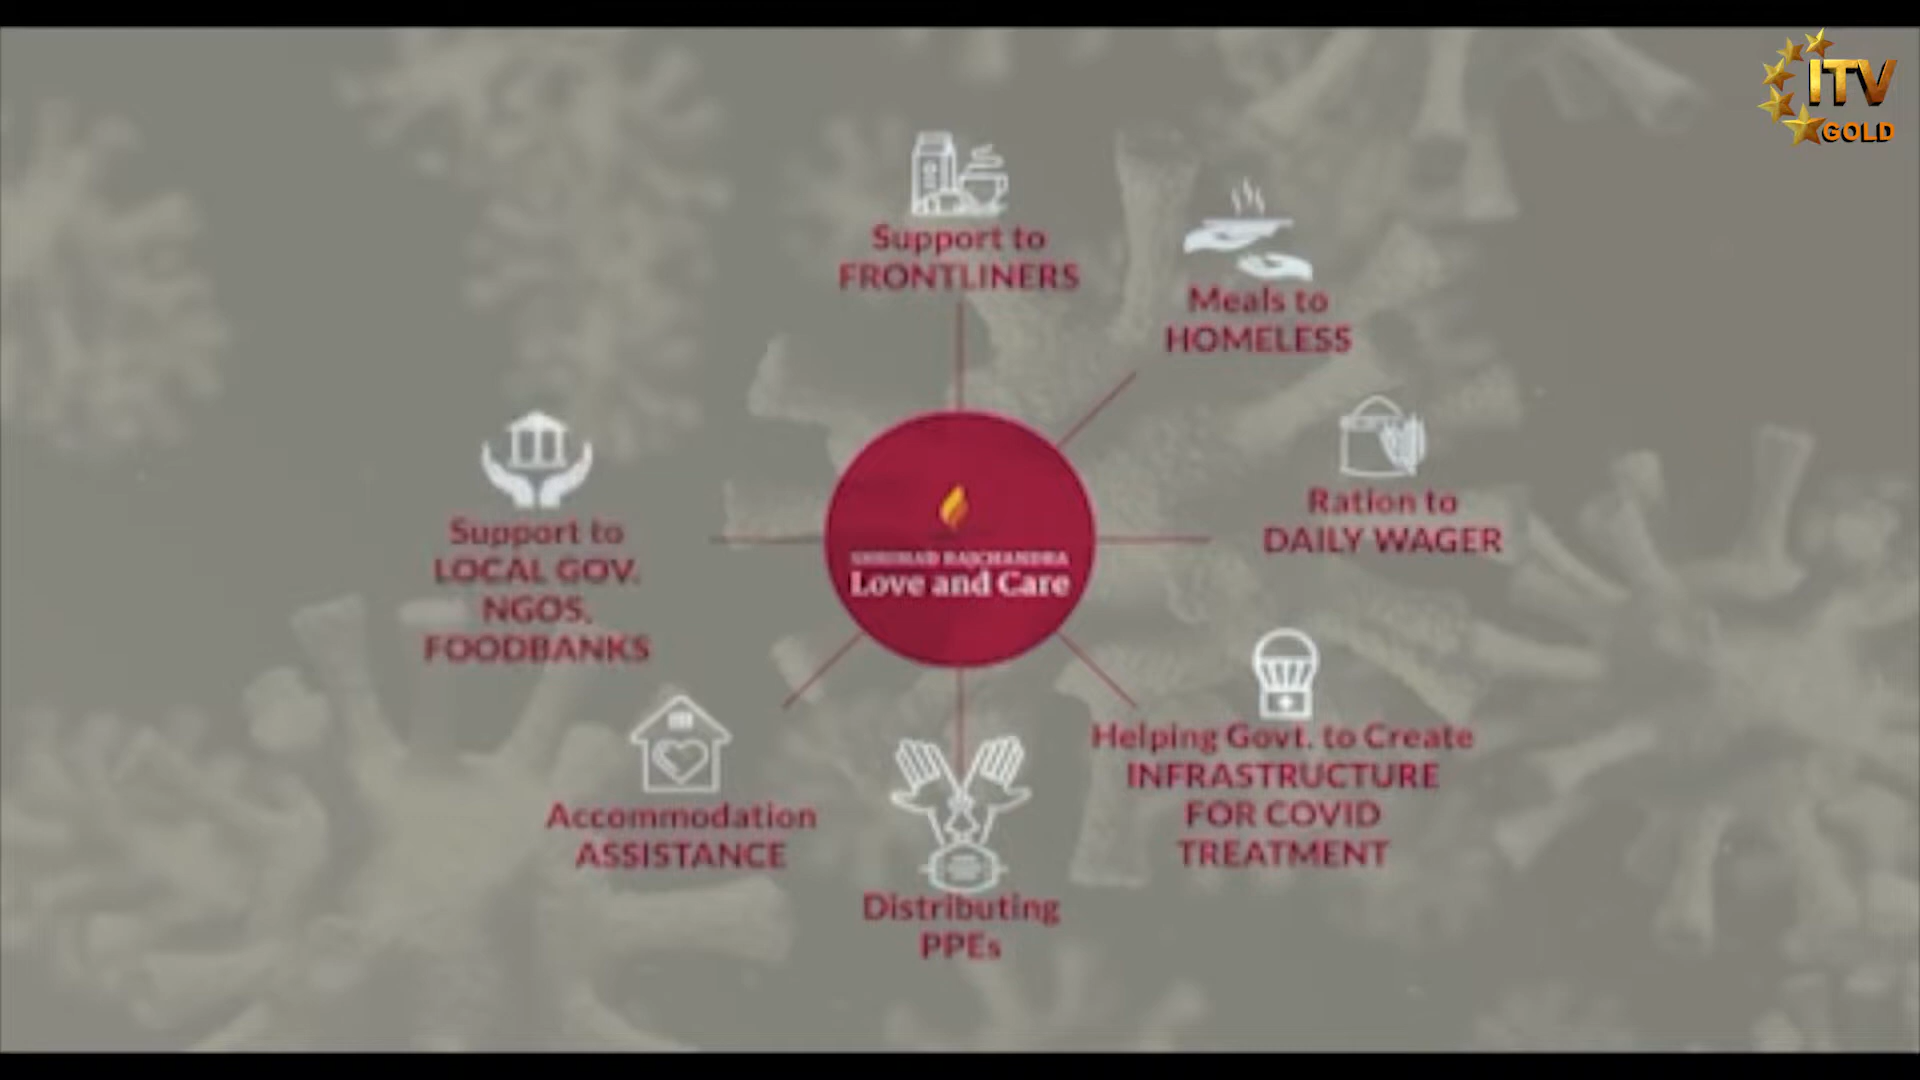 ITV
GOLD
Support to
FRONTLINERS
Meals to
HOMELESS
Ration to
DAILY WAGER
Helping Govt. to Create
INFRASTRUCTURE
FOR COVID
TREATMENT
Distributing
PPEs
Accommodation
ASSISTANCE
Support to
LOCAL GOV.
NGOS.
FOODBANKS
SHRIMAD RAJCHANDRA
Love and Care